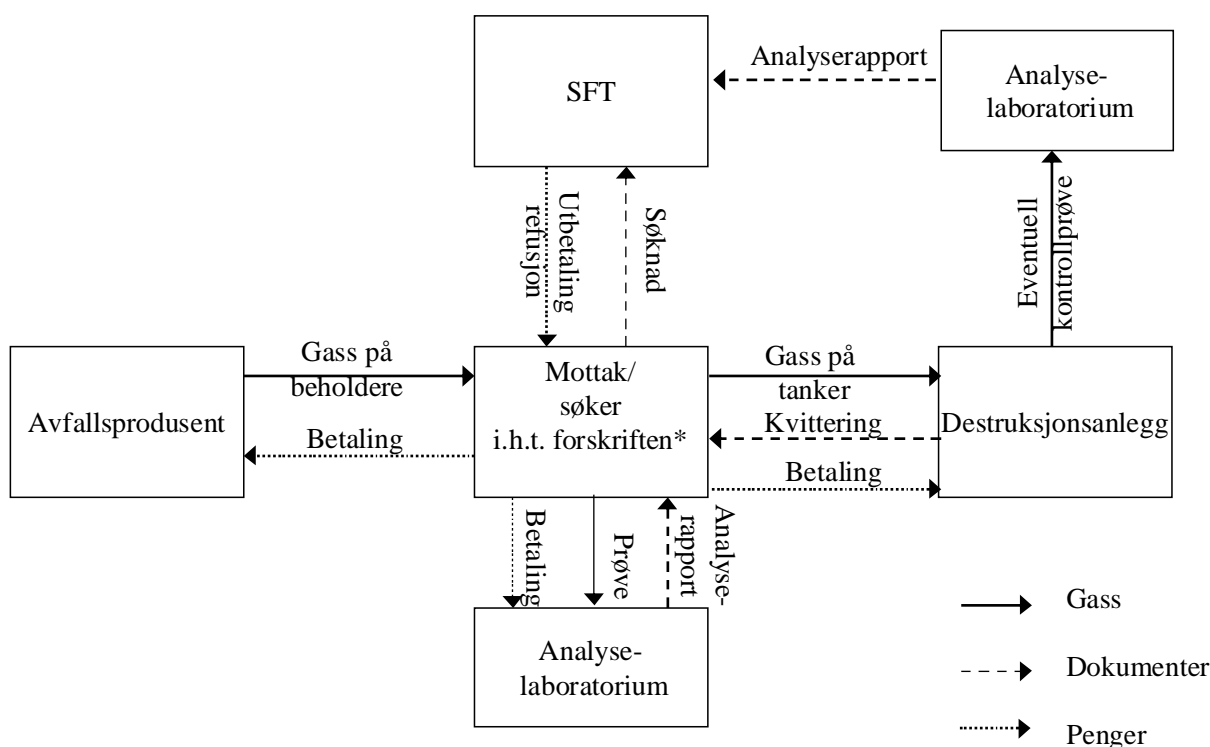 Analyserapport
SFT
Analyse-
laboratorium
Utbetaling
refusjon
Søknad
Eventuell
kontrollprøve
Gass på
beholdere
Mottak/
søker
i.h.t. forskriften*
Gass på
tanker
Avfallsprodusent
Kvittering
Destruksjonsanlegg
Betaling
Betaling
Betaling
Prøve
Analyse-
rapport
Analyse-
laboratorium
Gass
Dokumenter
Penger